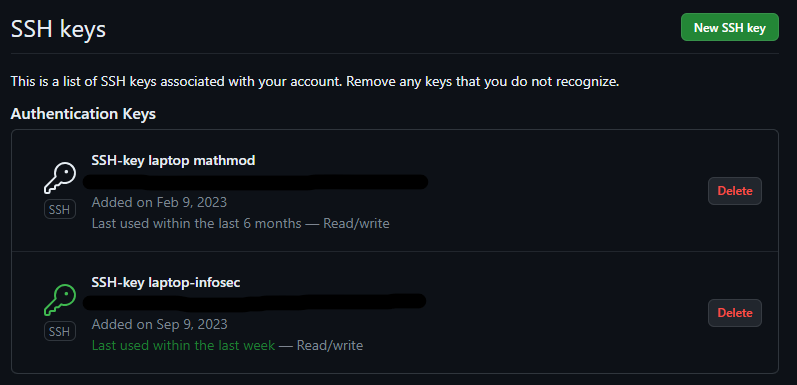 SSH keys
New SSH key
This is a list of SSH keys associated with your account. Remove any keys that you do not recognize.
Authentication Keys
SSH-key laptop mathmod
SSH
Added on Feb 9, 2023
Last used within the last 6 months — Read/write
Delete
SSH-key laptop-infosec
SSH
Added on Sep 9, 2023
Last used within the last week — Read/write
Delete